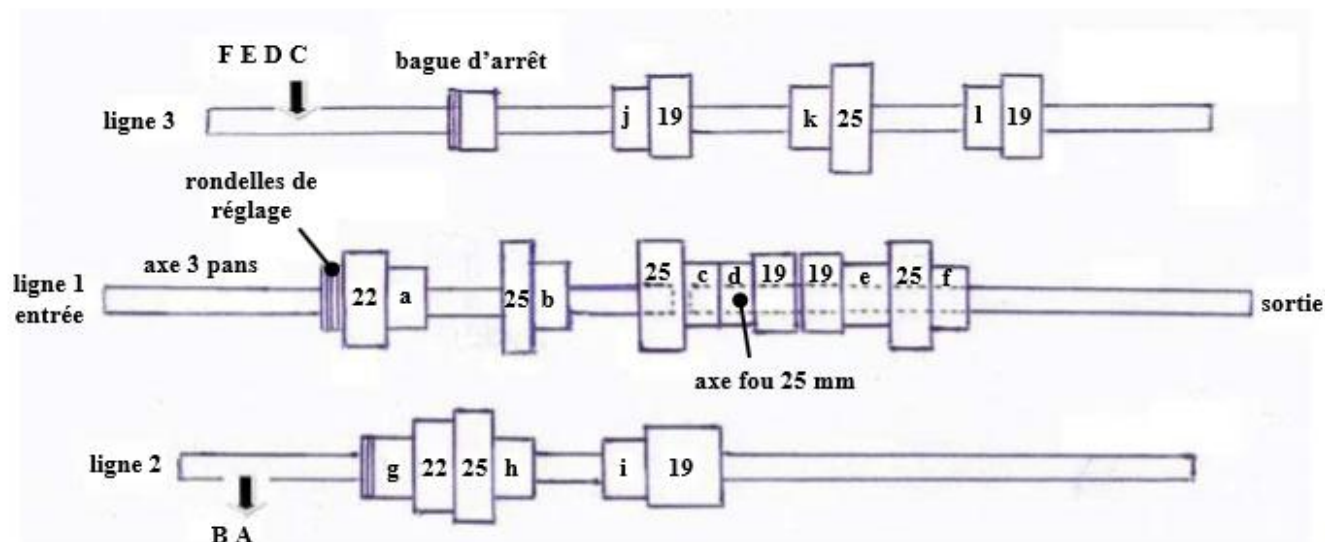 F E D C
bague d'arrêt
ligne 3
j 19 k 25 l 19
rondelles de
réglage
axe 3 pans
ligne 1
entrée
22 a 25 b 25 c d 19 19 e 25 f
sortie
axe fou 25 mm
ligne 2
g 22 25 h i 19
B A